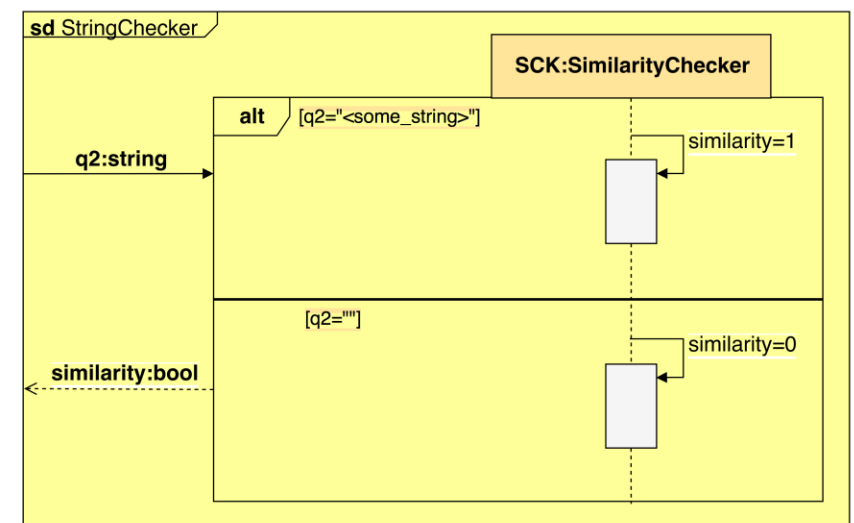 sd StringChecker
SCK:SimilarityChecker
alt [q2="<some_string>"]
similarity=1
q2:string
[q2=""]
similarity=0
similarity:bool